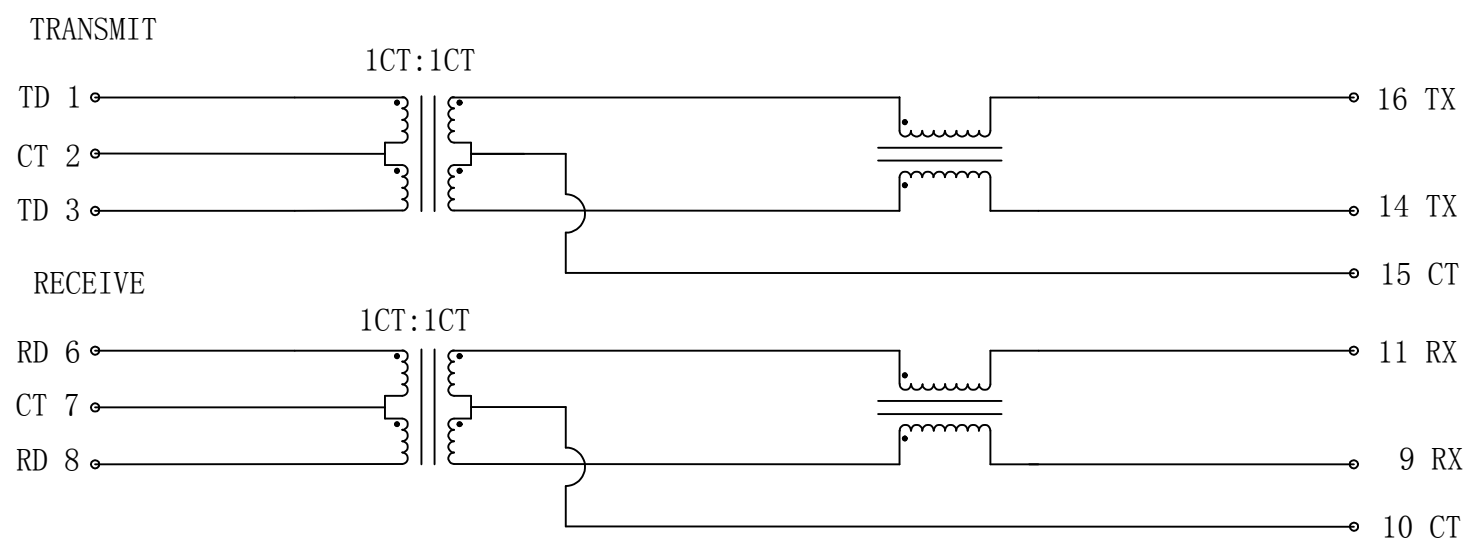 TRANSMIT
1CT:1CT
TD 1
16 TX
CT 2
TD 3
14 TX
15 CT
RECEIVE
1CT:1CT
RD 6
11 RX
CT 7
RD 8
9 RX
10 CT